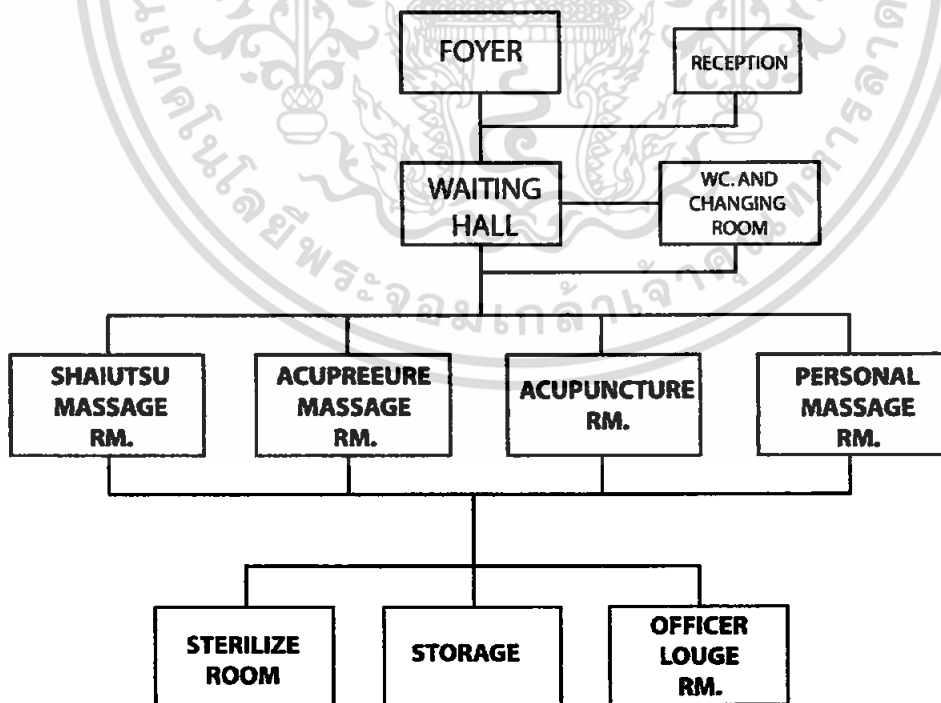 FOYER
RECEPTION
WAITING
HALL
WC. AND
CHANGING
ROOM
SHAIUTSU
MASSAGE
RM.
ACUPREEURE
MASSAGE
RM.
ACUPUNCTURE
RM.
PERSONAL
MASSAGE
RM.
STERILIZE
ROOM
STORAGE
OFFICER
LOUGE
RM.